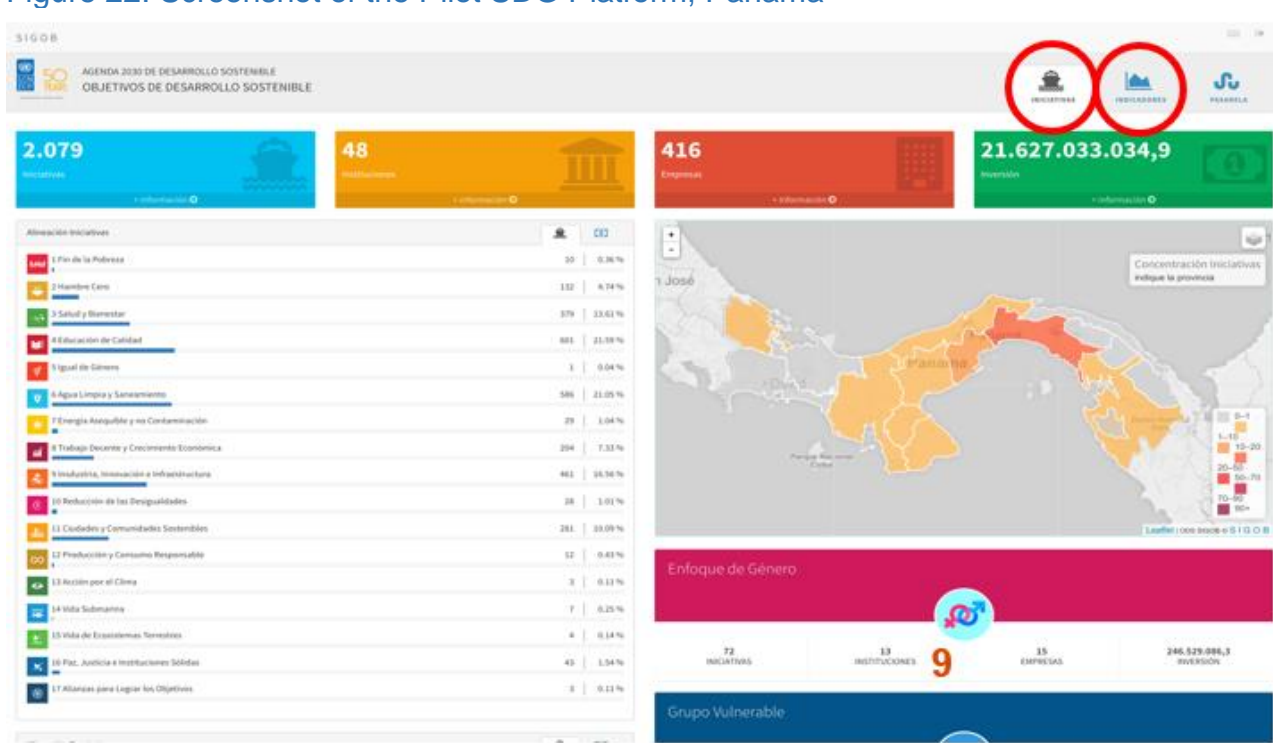 Figure 22: Screenshot of the Pilot SDG Platform, Panama
SIGOB
50
AGENDA 2030 DE DESARROLLO SOSTENIBLE
OBJETIVOS DE DESARROLLO SOSTENIBLE
INICIATIVAS
INDICADORES
2.079
Iniciativas
+ información
48
Instituciones
+ información
416
Empresas
+ información
21.627.033.034,9
Inversión
+ información
Alineación Iniciativas
1 Fin de la Pobreza 10 0.36 %
2 Hambre Cero 132 4.74 %
3 Salud y Bienestar 379 13.61 %
4 Educación de Calidad 601 21.59 %
5 Igual de Género 1 0.04 %
6 Agua Limpia y Saneamiento 586 21.05 %
7 Energía Asequible y no Contaminación 29 1.04 %
8 Trabajo Decente y Crecimiento Económica 204 7.33 %
9 Industria, Innovación e Infraestructura 461 16.56 %
10 Reducción de las Desigualdades 28 1.01 %
11 Ciudades y Comunidades Sostenibles 281 10.09 %
12 Producción y Consumo Responsable 12 0.43 %
13 Acción por el Clima 3 0.11 %
14 Vida Submarina 7 0.25 %
15 Vida de Ecosistemas Terrestres 4 0.14 %
16 Paz, Justicia e Instituciones Sólidas 43 1.54 %
17 Alianzas para Lograr los Objetivos 3 0.11 %
+
-
Concentración Iniciativas
indique la provincia
n José
David
Panamá
Panama
Parque Nacional
Coiba
0–1
1–10
10–20
20–50
50–70
70–90
90+
Leaflet
SIGOB
Enfoque de Género
72
INICIATIVAS
13
INSTITUCIONES
9
15
EMPRESAS
246.529.086,3
INVERSIÓN
Grupo Vulnerable